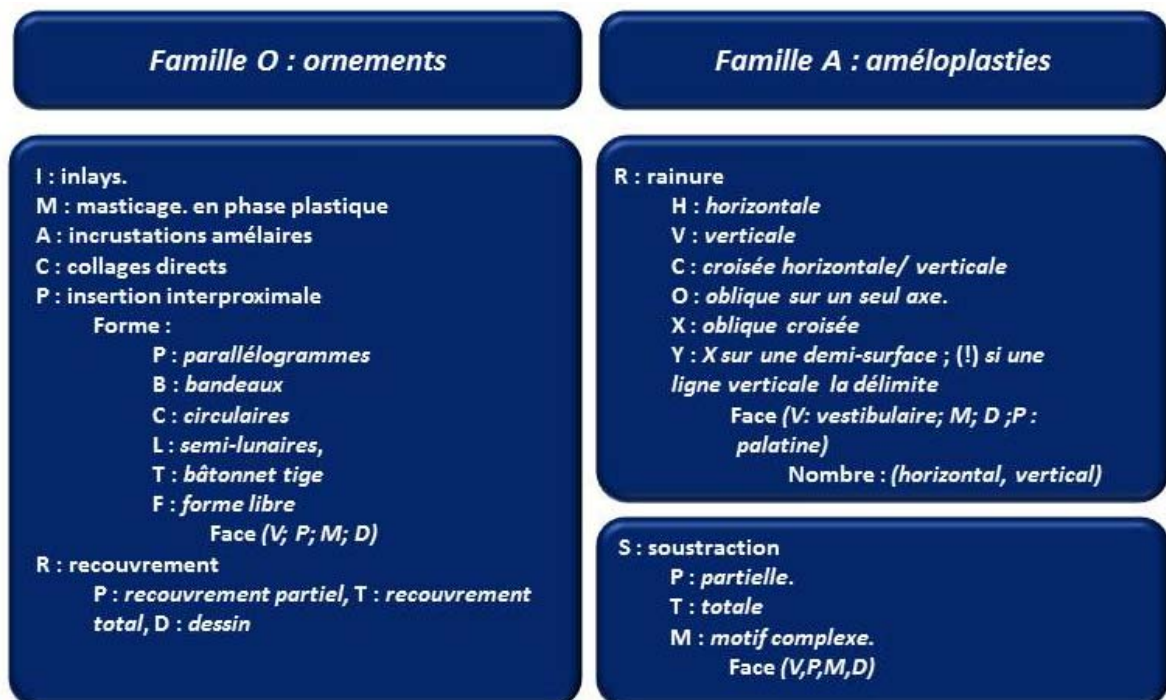 Famille O : ornements
I : inlays.
M : masticage. en phase plastique
A : incrustations amélaires
C : collages directs
P : insertion interproximale
Forme :
P : parallélogrammes
B : bandeaux
C : circulaires
L : semi-lunaires,
T : bâtonnet tige
F : forme libre
Face (V; P; M; D)
R : recouvrement
P : recouvrement partiel, T : recouvrement
total, D : dessin
Famille A : améloplasties
R : rainure
H : horizontale
V : verticale
C : croisée horizontale/ verticale
O : oblique sur un seul axe.
X : oblique croisée
Y : X sur une demi-surface ; (!) si une
ligne verticale la délimite
Face (V: vestibulaire; M; D ;P :
palatine)
Nombre : (horizontal, vertical)
S : soustraction
P : partielle.
T : totale
M : motif complexe.
Face (V,P,M,D)